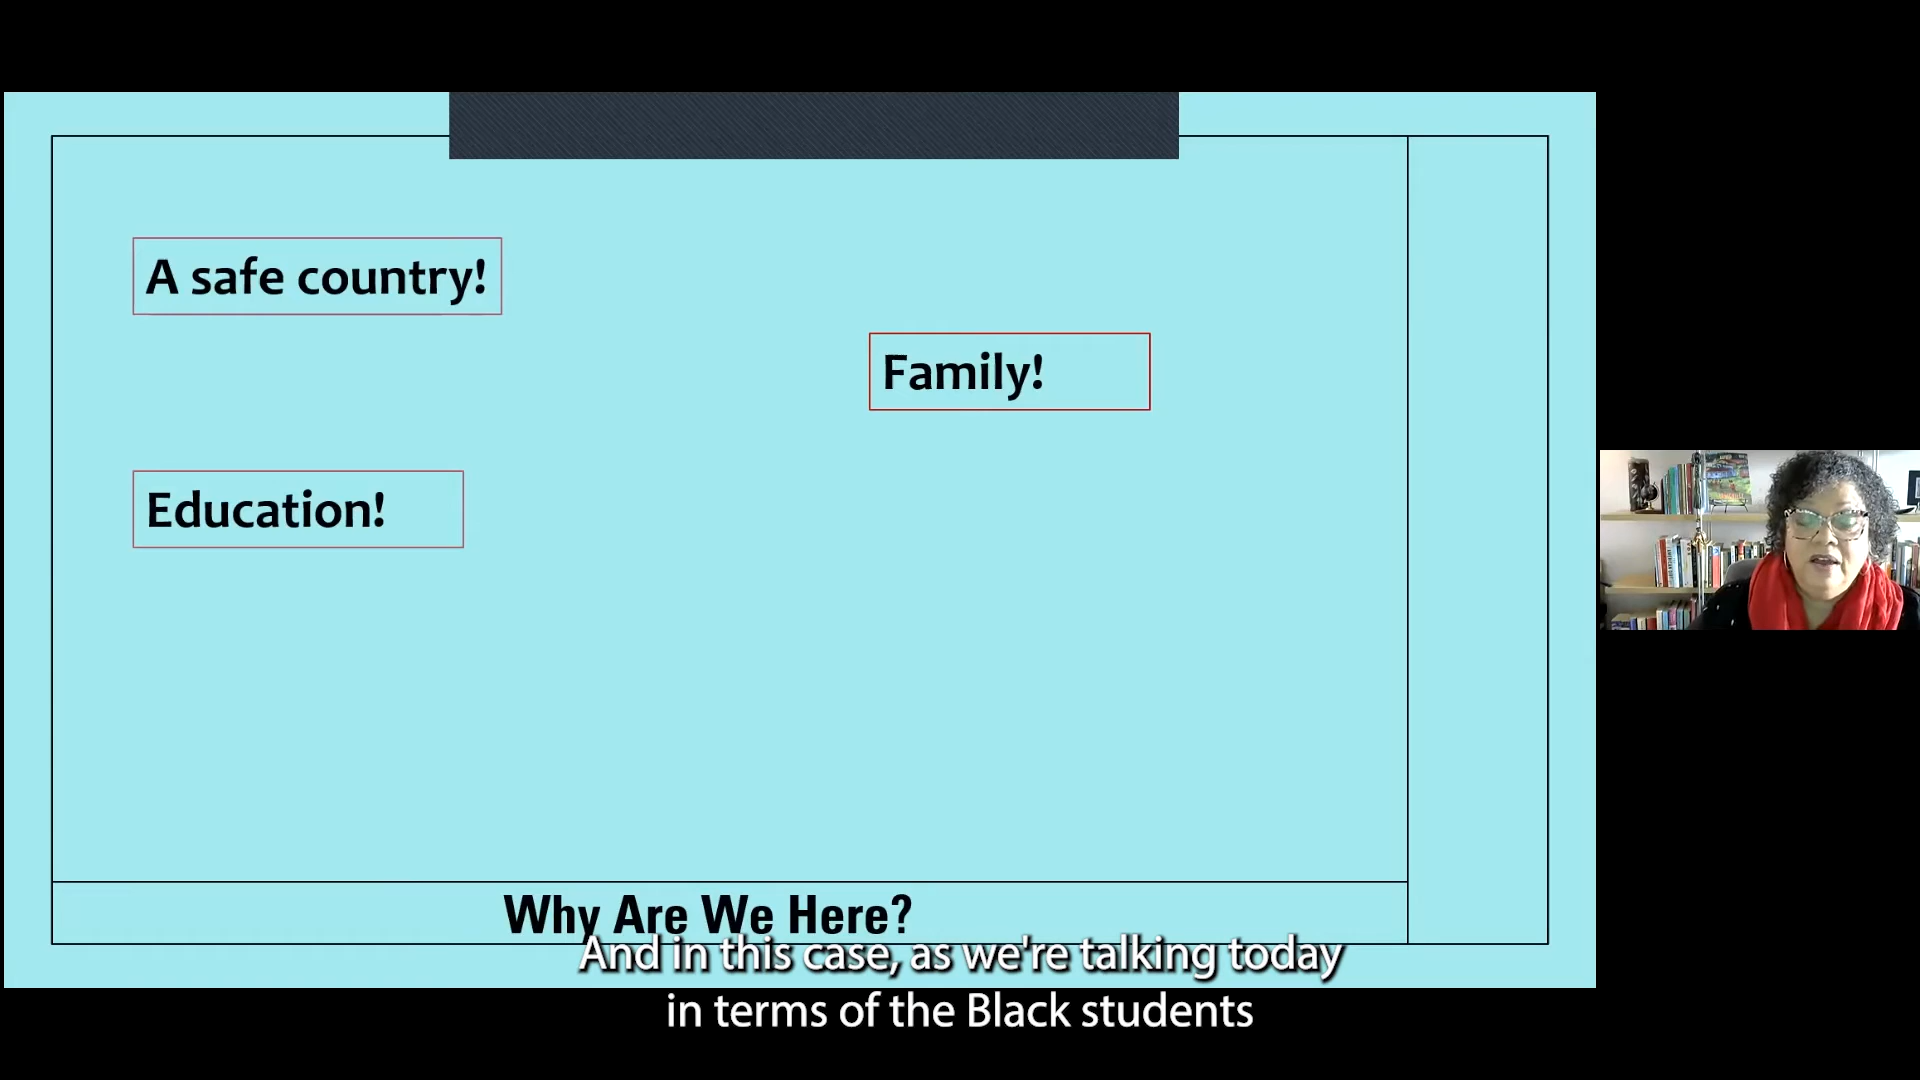 A safe country!
Family!
Education!
Why Are We Here?
And in this case, as we're talking today
in terms of the Black students